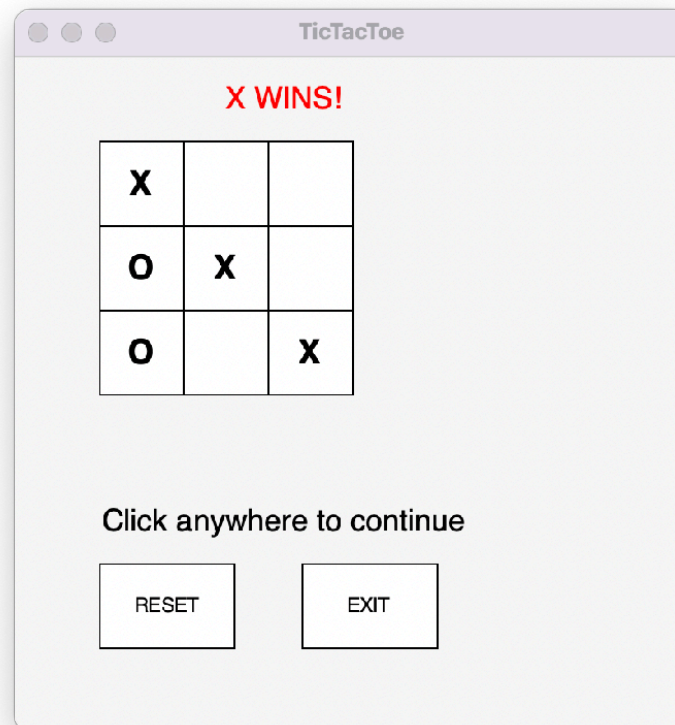 TicTacToe
X WINS!
X
O X
O X
Click anywhere to continue
RESET EXIT